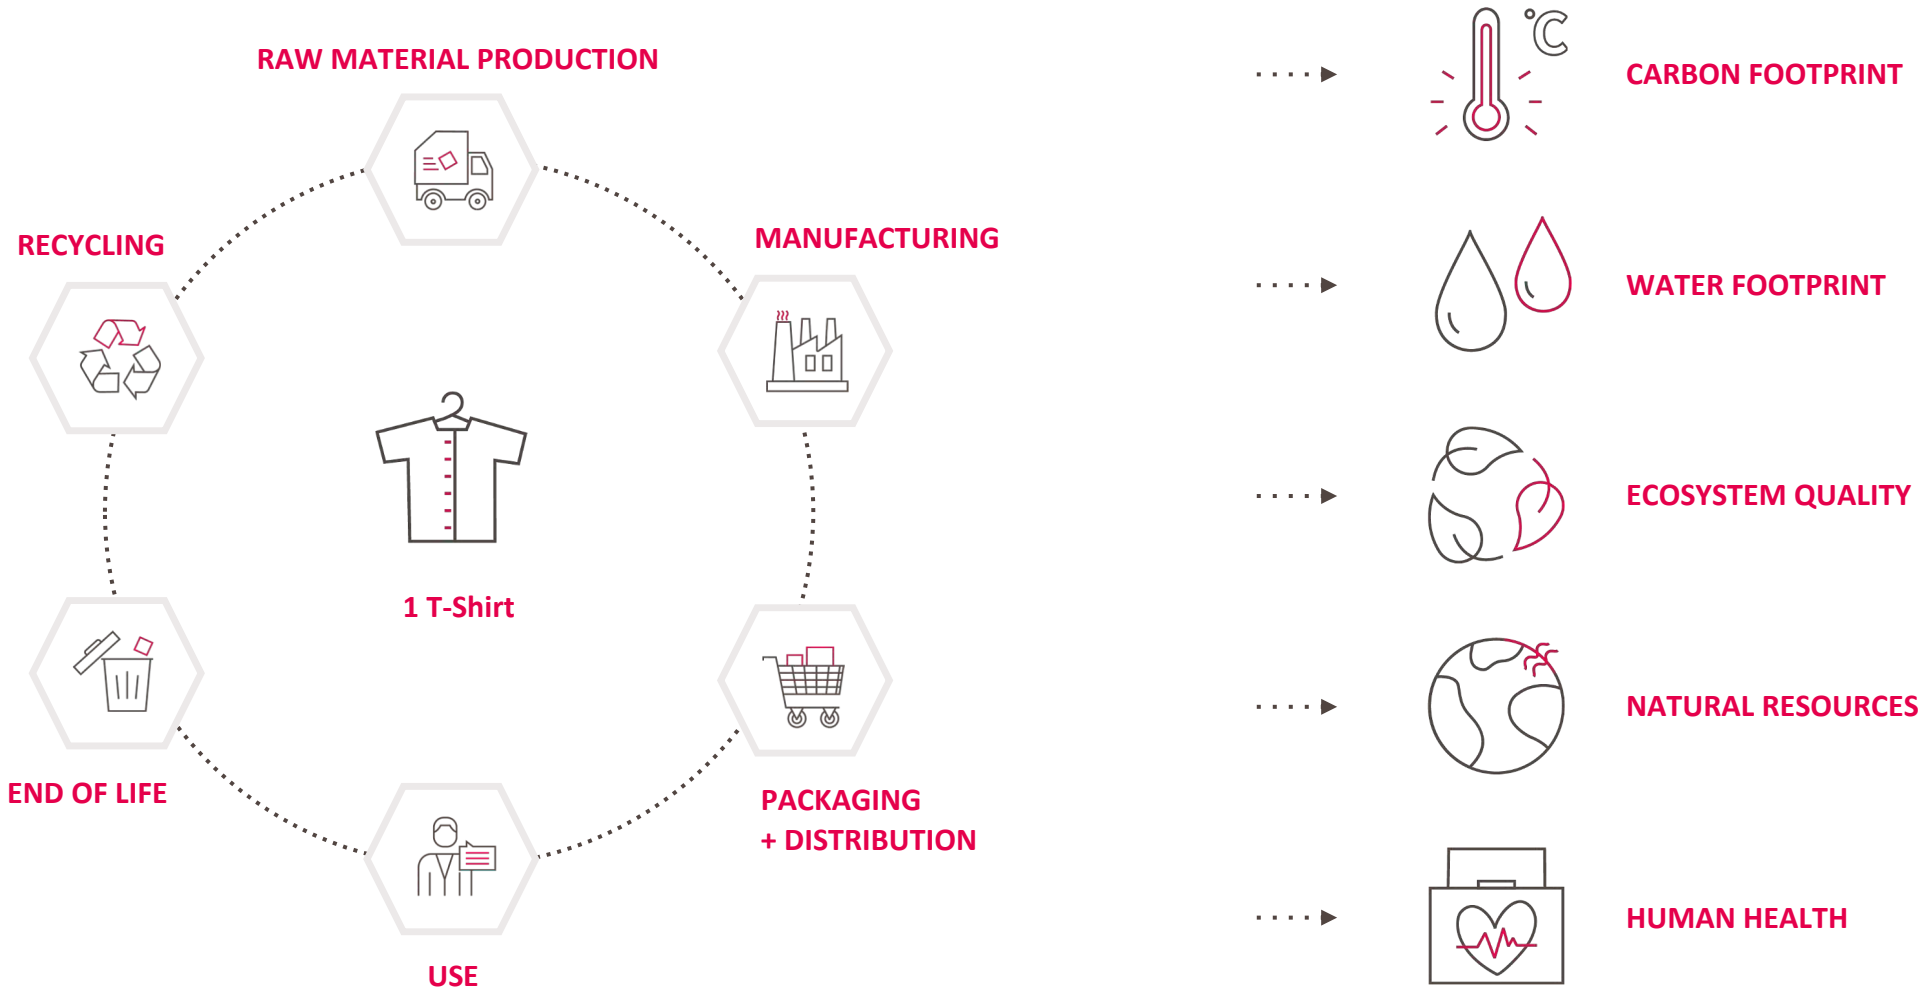 RAW MATERIAL PRODUCTION
MANUFACTURING
PACKAGING
+ DISTRIBUTION
USE
END OF LIFE
RECYCLING
1 T-Shirt
°C
CARBON FOOTPRINT
WATER FOOTPRINT
ECOSYSTEM QUALITY
NATURAL RESOURCES
HUMAN HEALTH